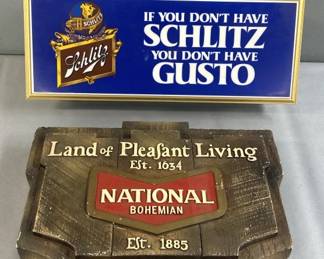 SCHLITZ
Schlitz
IF YOU DON'T HAVE
SCHLITZ
YOU DON'T HAVE
GUSTO
Land of Pleaſant Living
Eſt. 1634
NATIONAL
BOHEMIAN
Eſt. 1885